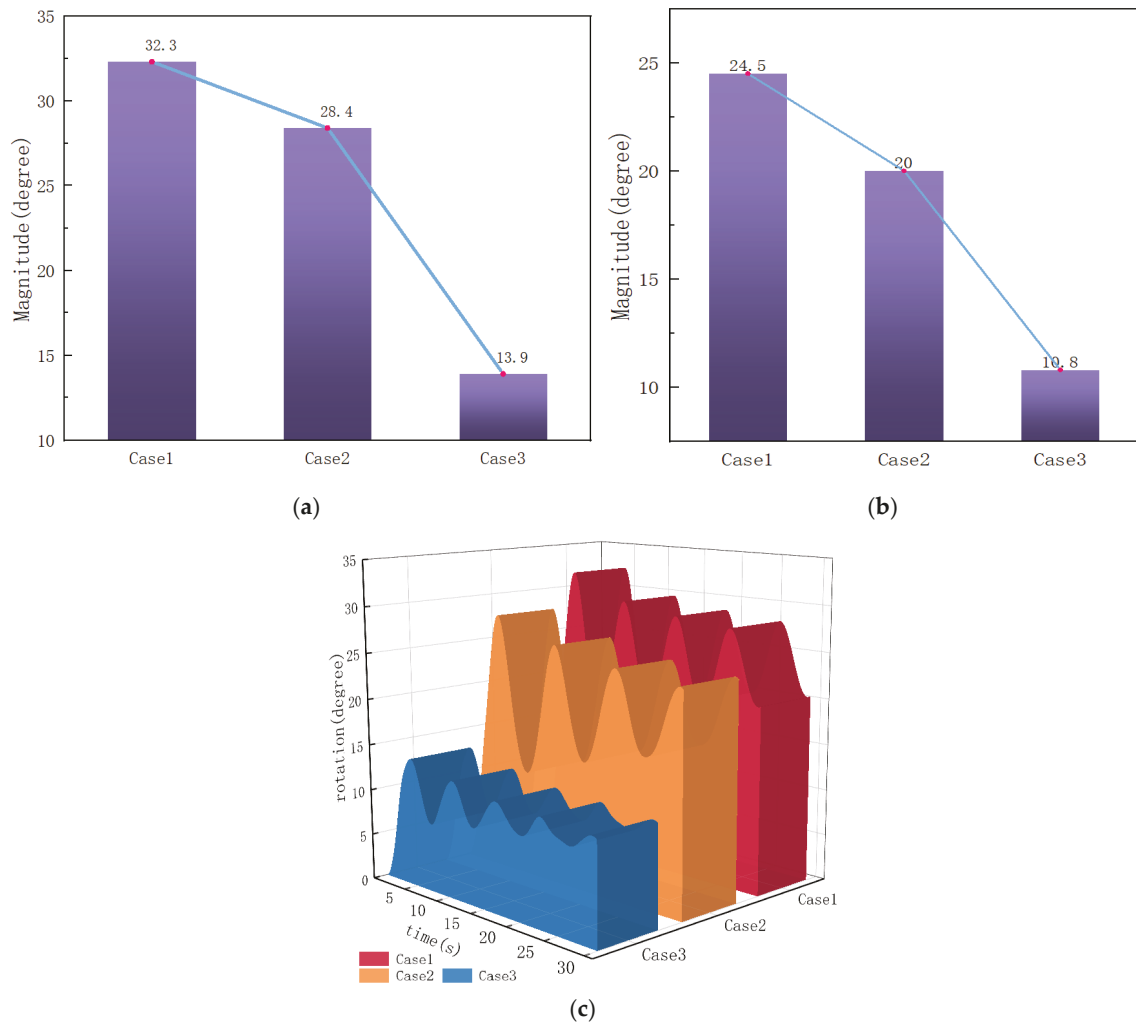 35
30
25
20
15
10
Magnitude(degree)
32.3
28.4
13.9
Case1 Case2 Case3
(a)
25
20
15
10
Magnitude(degree)
24.5
20
10.8
Case1 Case2 Case3
(b)
35
30
25
20
15
10
5
0
rotation(degree)
5 10 15 20 25 30
time(s)
Case3 Case2 Case1
Case1
Case2 Case3
(c)